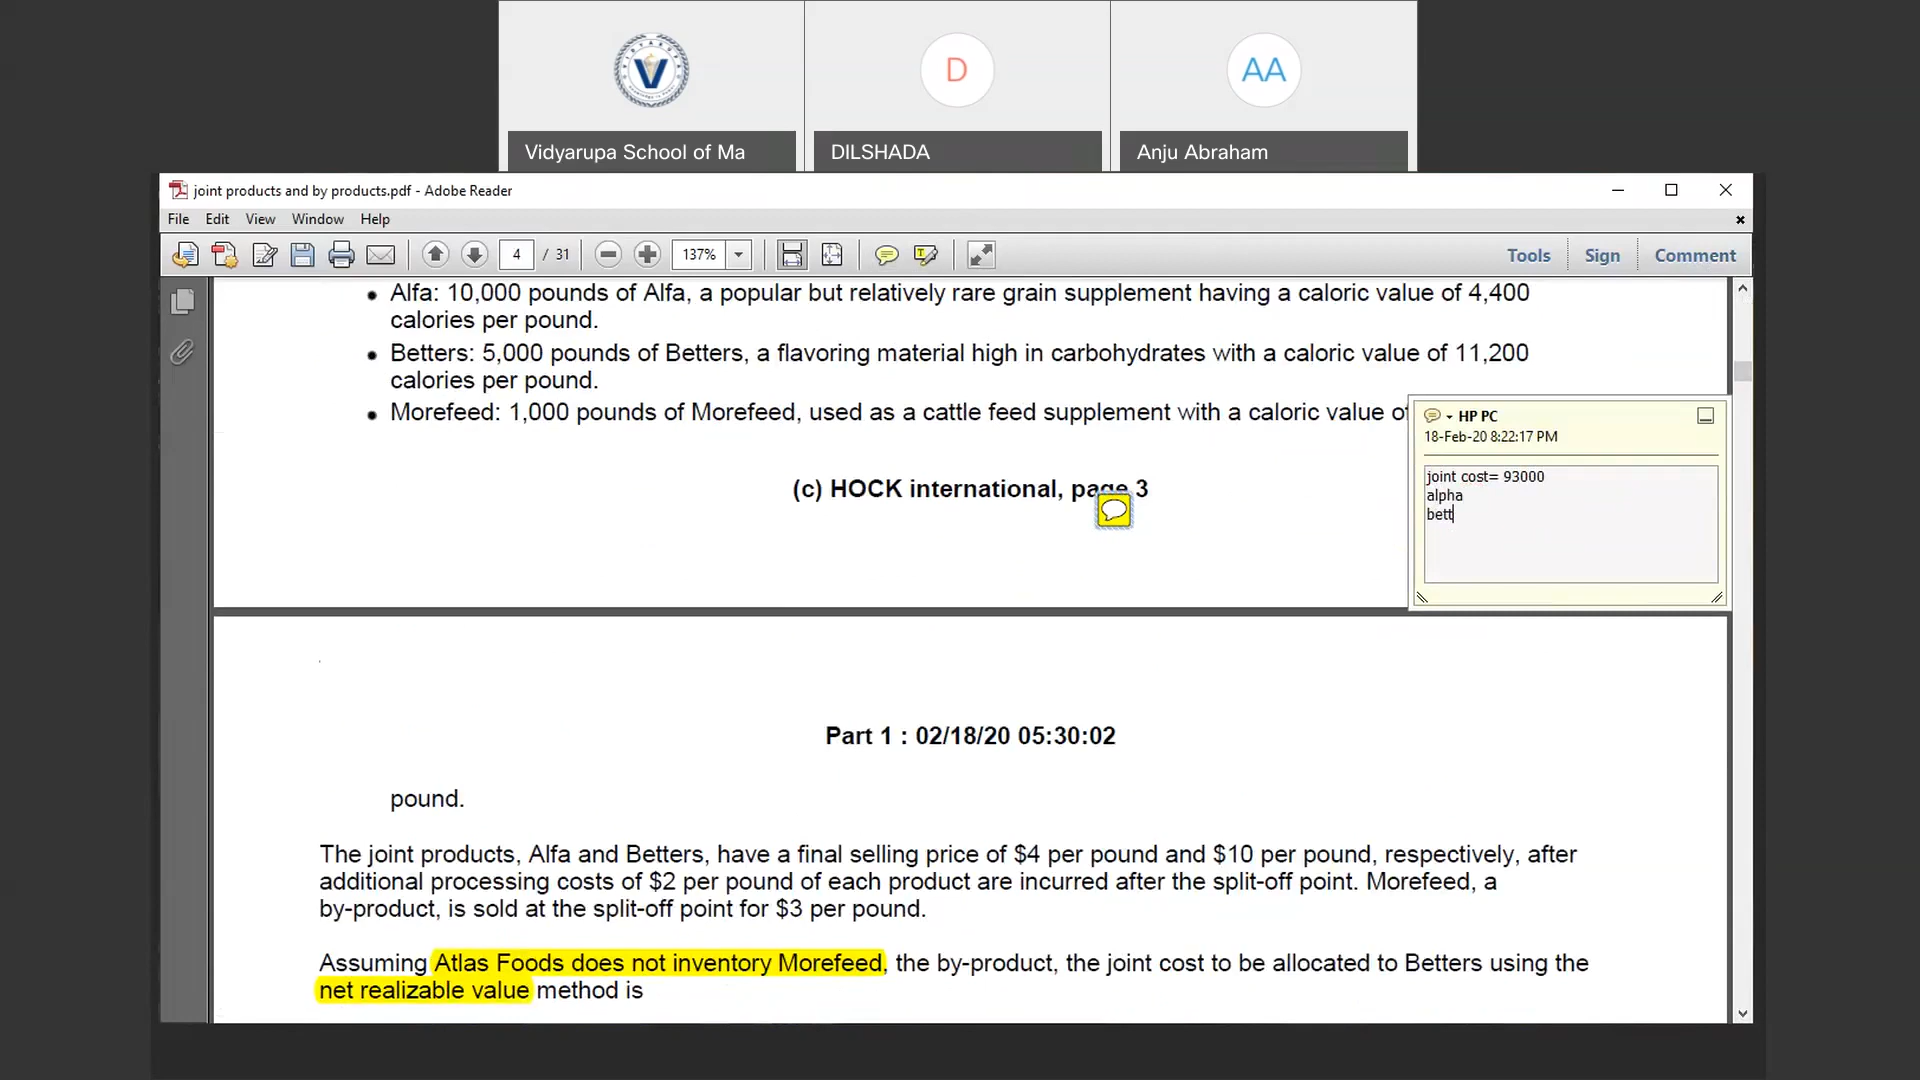 Vidyarupa School of Ma
DILSHADA
Anju Abraham
D
AA
V
joint products and by products.pdf - Adobe Reader
File Edit View Window Help
4 / 31 137% Tools Sign Comment
• Alfa: 10,000 pounds of Alfa, a popular but relatively rare grain supplement having a caloric value of 4,400
calories per pound.
• Betters: 5,000 pounds of Betters, a flavoring material high in carbohydrates with a caloric value of 11,200
calories per pound.
• Morefeed: 1,000 pounds of Morefeed, used as a cattle feed supplement with a caloric value of
HP PC
18-Feb-20 8:22:17 PM
joint cost= 93000
alpha
bett
(c) HOCK international, page 3
Part 1 : 02/18/20 05:30:02
pound.
The joint products, Alfa and Betters, have a final selling price of $4 per pound and $10 per pound, respectively, after
additional processing costs of $2 per pound of each product are incurred after the split-off point. Morefeed, a
by-product, is sold at the split-off point for $3 per pound.
Assuming Atlas Foods does not inventory Morefeed, the by-product, the joint cost to be allocated to Betters using the
net realizable value method is